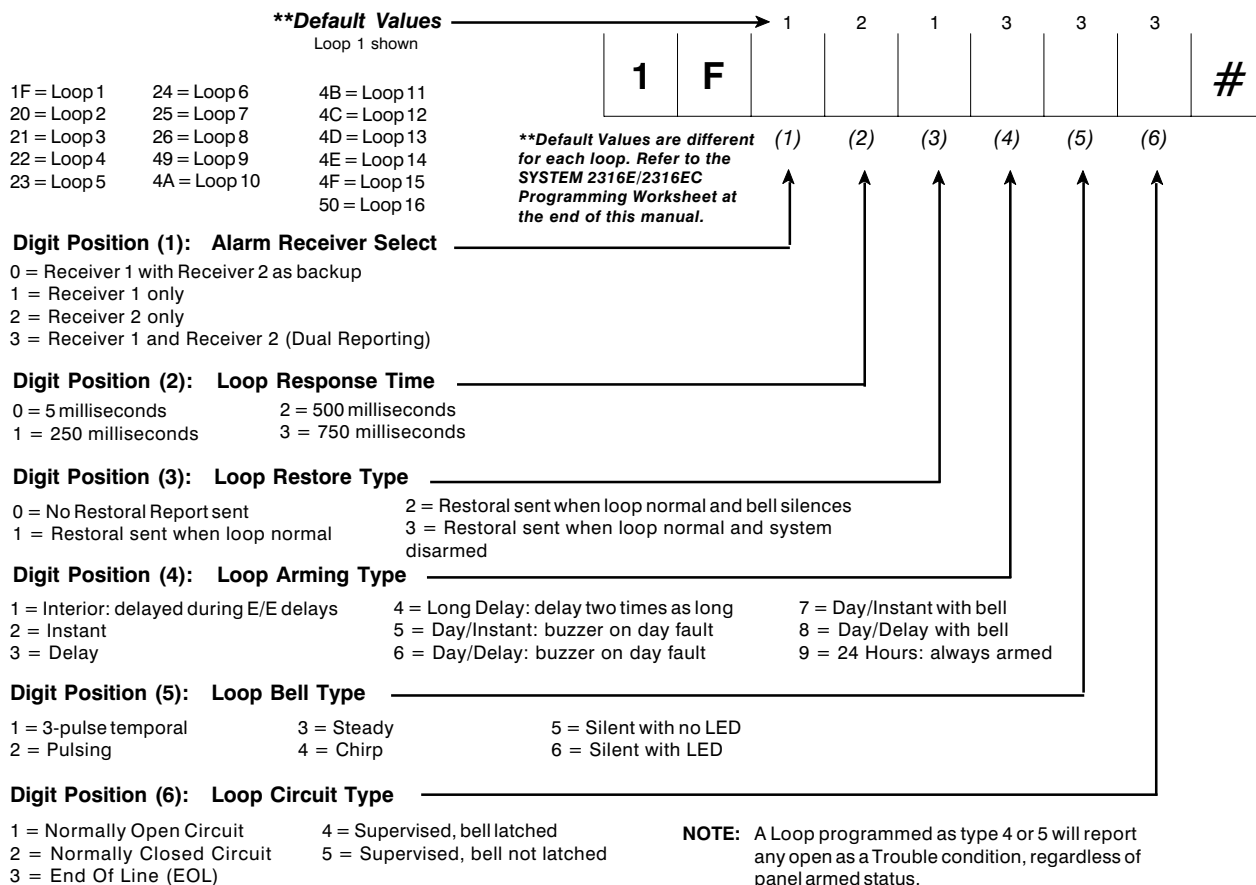 **Default Values 1 2 1 3 3 3
Loop 1 shown
1 F #
1F = Loop 1 24 = Loop 6 4B = Loop 11
20 = Loop 2 25 = Loop 7 4C = Loop 12
21 = Loop 3 26 = Loop 8 4D = Loop 13
22 = Loop 4 49 = Loop 9 4E = Loop 14
23 = Loop 5 4A = Loop 10 4F = Loop 15
50 = Loop 16
**Default Values are different
for each loop. Refer to the
SYSTEM 2316E/2316EC
Programming Worksheet at
the end of this manual.
(1) (2) (3) (4) (5) (6)
Digit Position (1): Alarm Receiver Select
0 = Receiver 1 with Receiver 2 as backup
1 = Receiver 1 only
2 = Receiver 2 only
3 = Receiver 1 and Receiver 2 (Dual Reporting)
Digit Position (2): Loop Response Time
0 = 5 milliseconds 2 = 500 milliseconds
1 = 250 milliseconds 3 = 750 milliseconds
Digit Position (3): Loop Restore Type
0 = No Restoral Report sent
1 = Restoral sent when loop normal
2 = Restoral sent when loop normal and bell silences
3 = Restoral sent when loop normal and system
disarmed
Digit Position (4): Loop Arming Type
1 = Interior: delayed during E/E delays 4 = Long Delay: delay two times as long 7 = Day/Instant with bell
2 = Instant 5 = Day/Instant: buzzer on day fault 8 = Day/Delay with bell
3 = Delay 6 = Day/Delay: buzzer on day fault 9 = 24 Hours: always armed
Digit Position (5): Loop Bell Type
1 = 3-pulse temporal 3 = Steady 5 = Silent with no LED
2 = Pulsing 4 = Chirp 6 = Silent with LED
Digit Position (6): Loop Circuit Type
1 = Normally Open Circuit 4 = Supervised, bell latched
2 = Normally Closed Circuit 5 = Supervised, bell not latched
3 = End Of Line (EOL)
NOTE: A Loop programmed as type 4 or 5 will report
any open as a Trouble condition, regardless of
panel armed status.